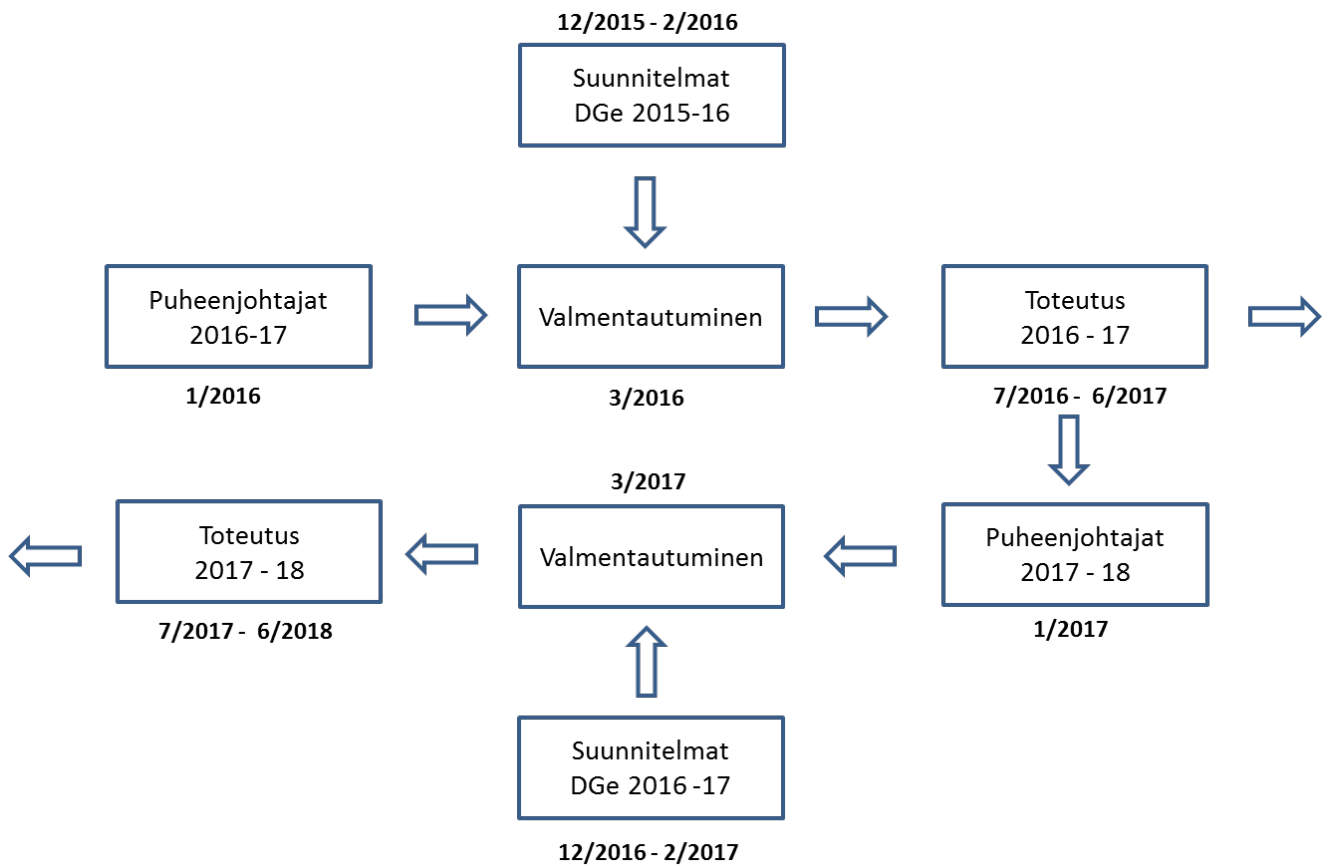 12/2015 - 2/2016
Suunnitelmat
DGe 2015-16
Puheenjohtajat
2016-17
1/2016
Valmentautuminen
3/2016
Toteutus
2016 - 17
7/2016 -  6/2017
Toteutus
2017 - 18
7/2017 -  6/2018
3/2017
Valmentautuminen
Puheenjohtajat
2017 - 18
1/2017
Suunnitelmat
DGe 2016 -17
12/2016 - 2/2017